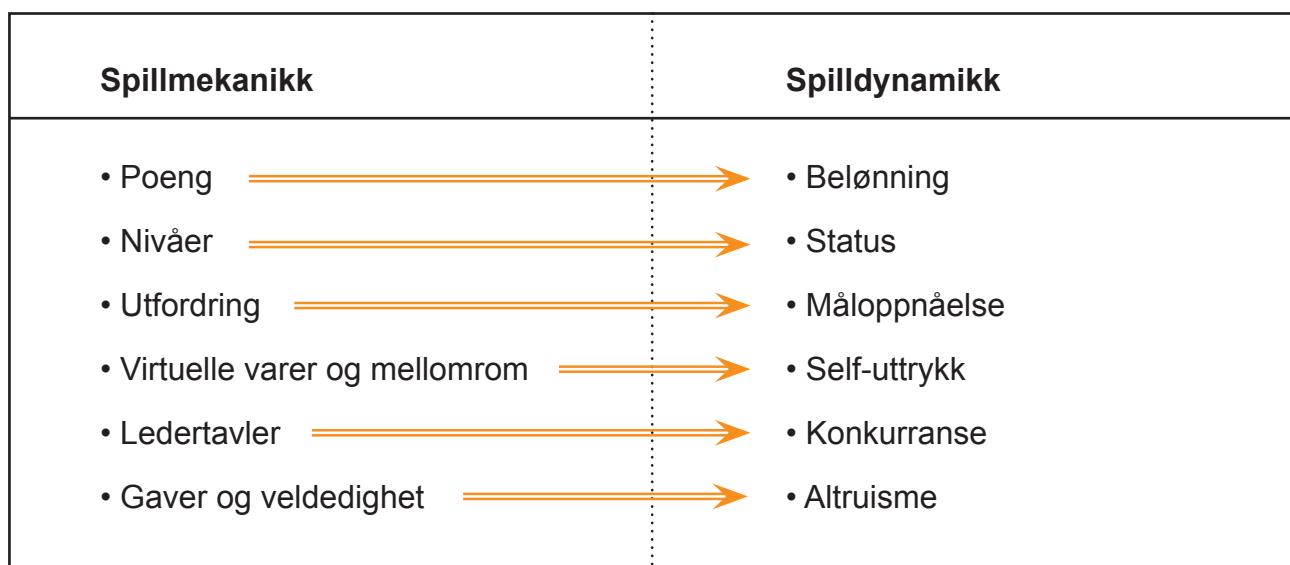 Spillmekanikk Spilldynamikk
• Poeng • Belønning
• Nivåer • Status
• Utfordring • Måloppnåelse
• Virtuelle varer og mellomrom • Self-uttrykk
• Ledertavler • Konkurranse
• Gaver og veldedighet • Altruisme